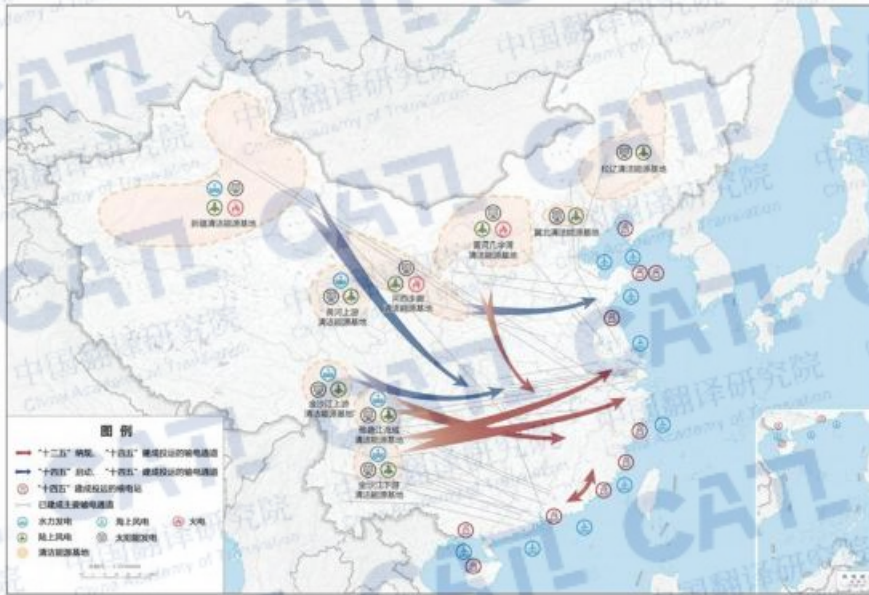 CATL
中国翻译研究院
China Academy of Translation
松辽清洁能源基地
新疆清洁能源基地
黄河几字湾
清洁能源基地
冀北清洁能源基地
河西走廊
清洁能源基地
黄河上游
清洁能源基地
金沙江上游
清洁能源基地
雅砻江流域
清洁能源基地
金沙江下游
清洁能源基地
图 例
“十四五”建成投运的输电通道
“十四五”启动、“十四五”建成投运的输电通道
“十四五”建成投运的
已建成主要输电通道
水力发电
海上风电
火电
陆上风电
太阳能发电
清洁能源基地